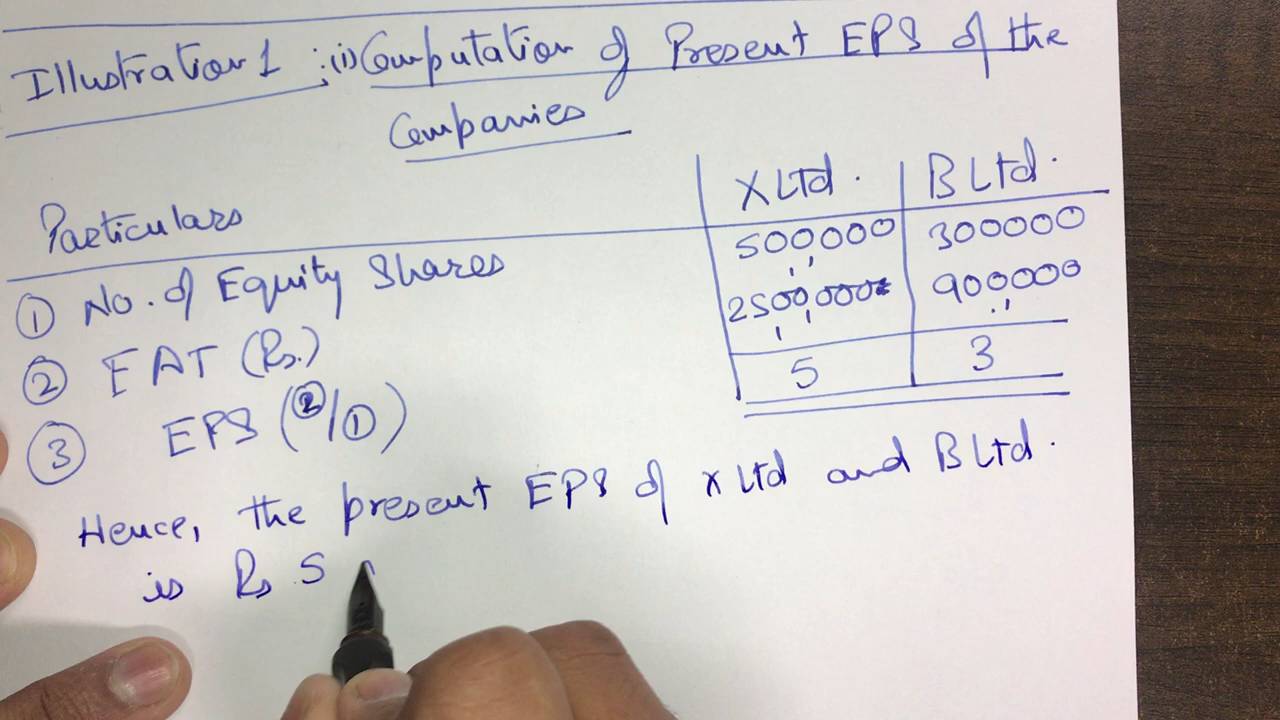 Illustration 1 : (i) Computation of Present EPS of the
Companies
Particulars X Ltd. B Ltd.
① No. of Equity Shares 500000 300000
② EAT (Rs.) 2500000 900000
③ EPS (②/①) 5 3
Hence, the present EPS of X Ltd and B Ltd.
is Rs 5